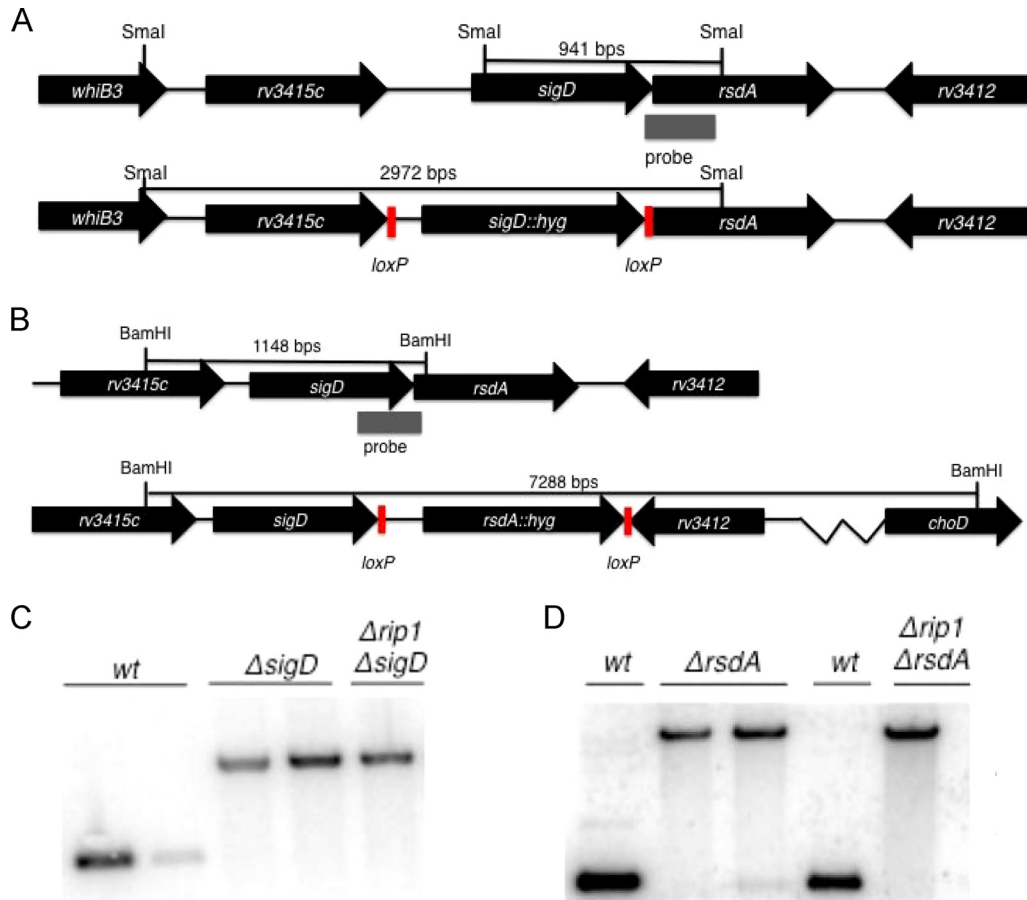 A
SmaI SmaI SmaI
941 bps
whiB3 rv3415c sigD rsdA rv3412
probe
SmaI 2972 bps SmaI
whiB3 rv3415c sigD::hyg rsdA rv3412
loxP loxP
B
BamHI 1148 bps BamHI
rv3415c sigD rsdA rv3412
probe
BamHI 7288 bps BamHI
rv3415c sigD rsdA::hyg rv3412 choD
loxP loxP
C
wt ΔsigD Δrip1
ΔsigD
D
wt ΔrsdA wt Δrip1
ΔrsdA